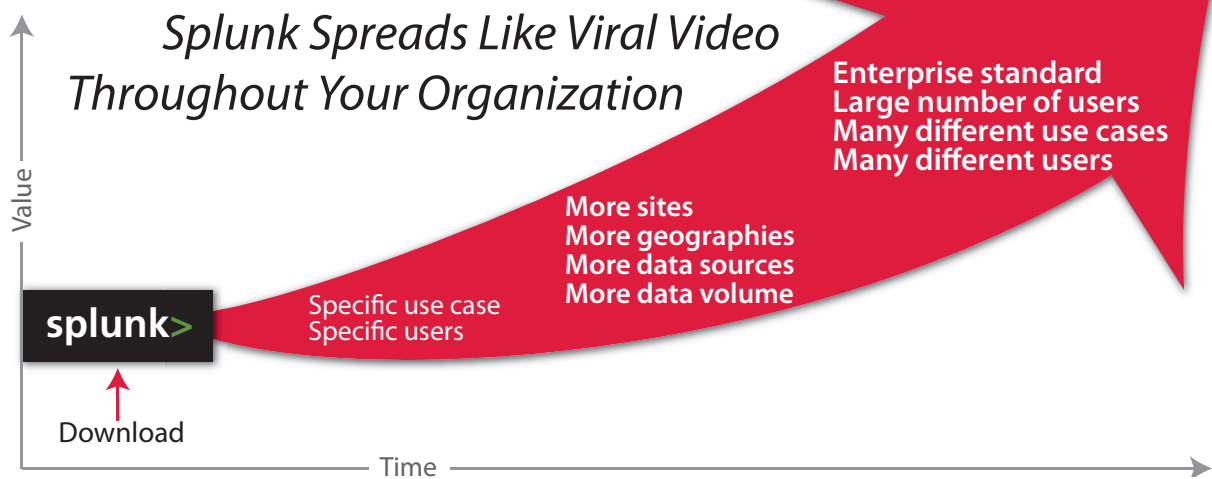 Splunk Spreads Like Viral Video
Throughout Your Organization
Enterprise standard
Large number of users
Many different use cases
Many different users
Value
More sites
More geographies
More data sources
More data volume
Specific use case
Specific users
splunk>
Download
Time